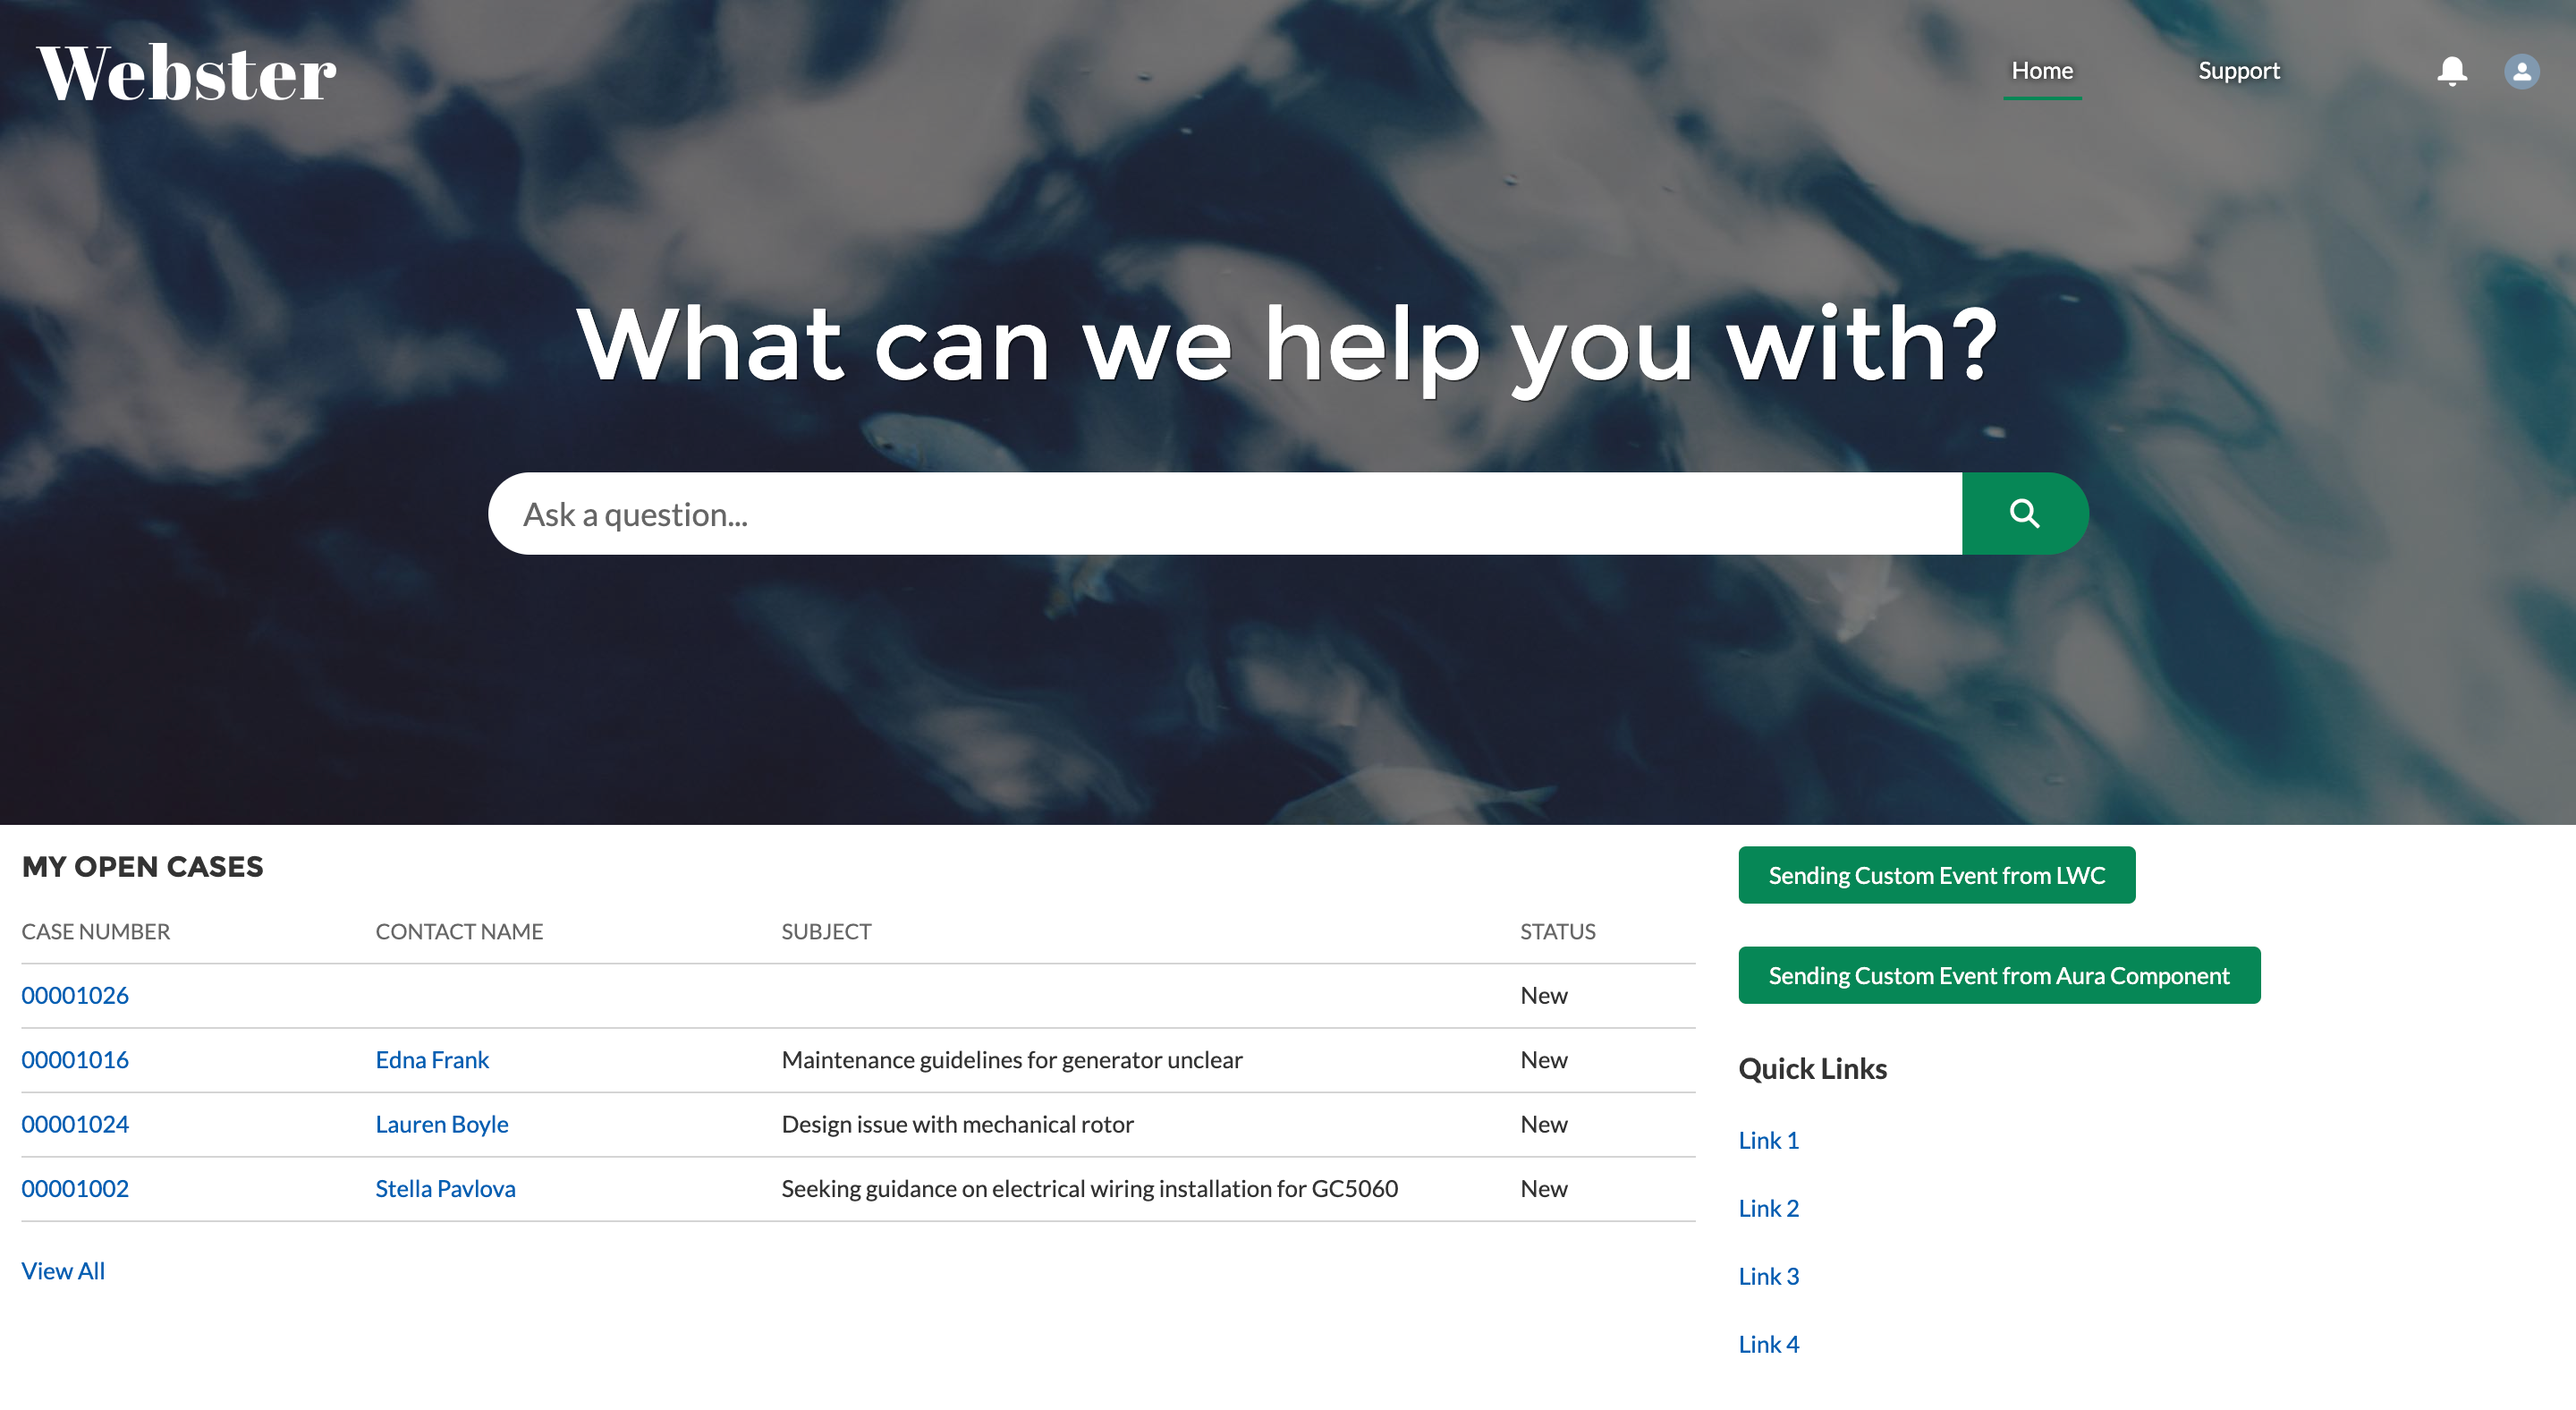 Webster
Home Support
What can we help you with?
Ask a question...
MY OPEN CASES
CASE NUMBER CONTACT NAME SUBJECT STATUS
00001026 New
00001016 Edna Frank Maintenance guidelines for generator unclear New
00001024 Lauren Boyle Design issue with mechanical rotor New
00001002 Stella Pavlova Seeking guidance on electrical wiring installation for GC5060 New
View All
Sending Custom Event from LWC
Sending Custom Event from Aura Component
Quick Links
Link 1
Link 2
Link 3
Link 4